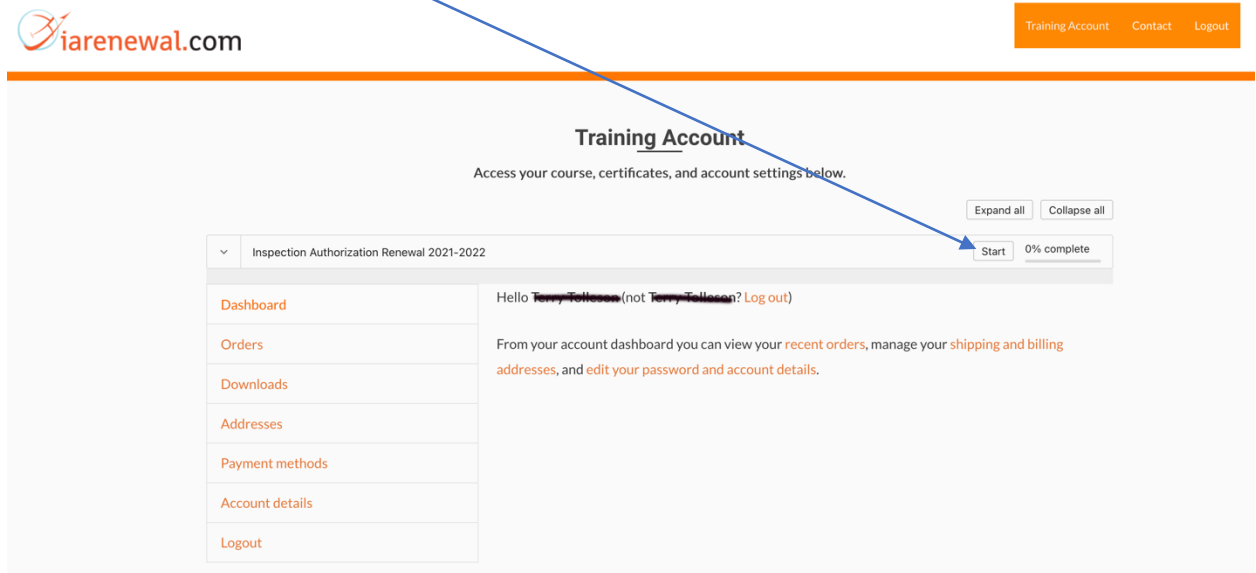 iarenewal.com
Training Account Contact Logout
Training Account
Access your course, certificates, and account settings below.
Expand all Collapse all
Inspection Authorization Renewal 2021-2022 Start 0% complete
Dashboard
Orders
Downloads
Addresses
Payment methods
Account details
Logout
Hello (not ? Log out)
From your account dashboard you can view your recent orders, manage your shipping and billing
addresses, and edit your password and account details.